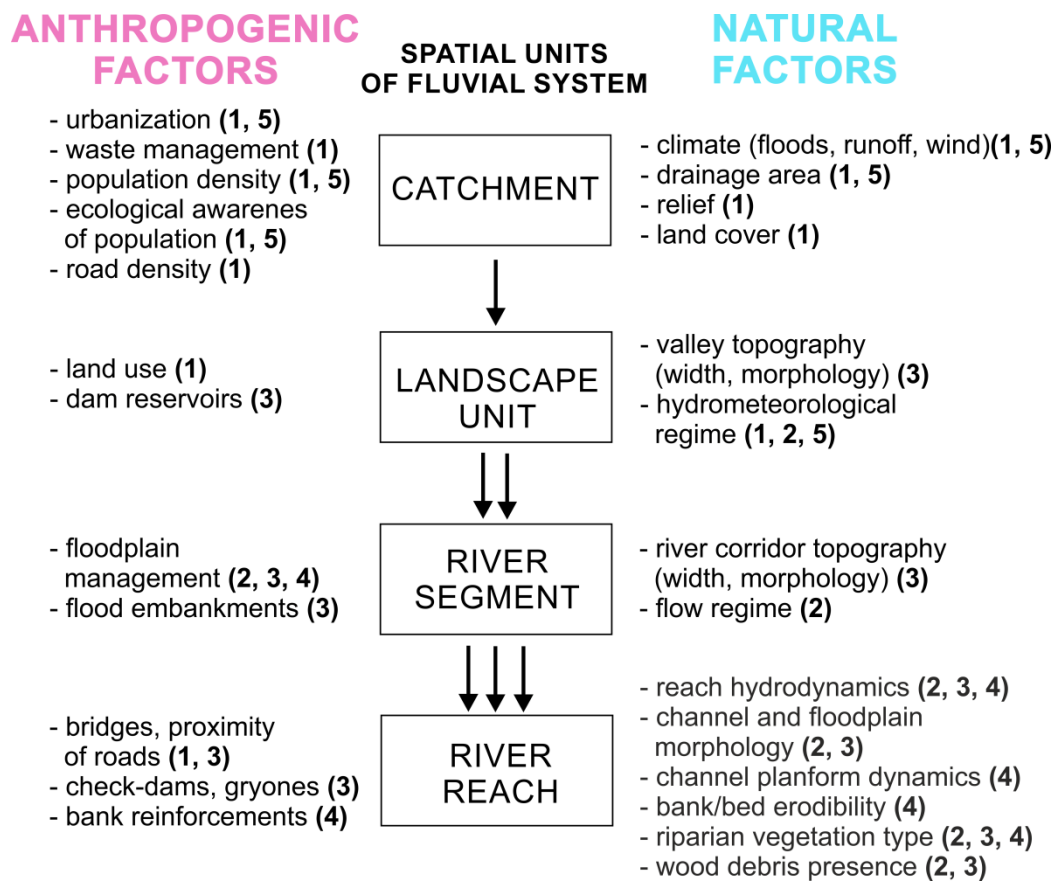 ANTHROPOGENIC
FACTORS
SPATIAL UNITS
OF FLUVIAL SYSTEM
NATURAL
FACTORS
- urbanization (1, 5)
- waste management (1)
- population density (1, 5)
- ecological awarenes
of population (1, 5)
- road density (1)
CATCHMENT
- climate (floods, runoff, wind)(1, 5)
- drainage area (1, 5)
- relief (1)
- land cover (1)
- land use (1)
- dam reservoirs (3)
LANDSCAPE
UNIT
- valley topography
(width, morphology) (3)
- hydrometeorological
regime (1, 2, 5)
- floodplain
management (2, 3, 4)
- flood embankments (3)
RIVER
SEGMENT
- river corridor topography
(width, morphology) (3)
- flow regime (2)
- bridges, proximity
of roads (1, 3)
- check-dams, gryones (3)
- bank reinforcements (4)
RIVER
REACH
- reach hydrodynamics (2, 3, 4)
- channel and floodplain
morphology (2, 3)
- channel planform dynamics (4)
- bank/bed erodibility (4)
- riparian vegetation type (2, 3, 4)
- wood debris presence (2, 3)